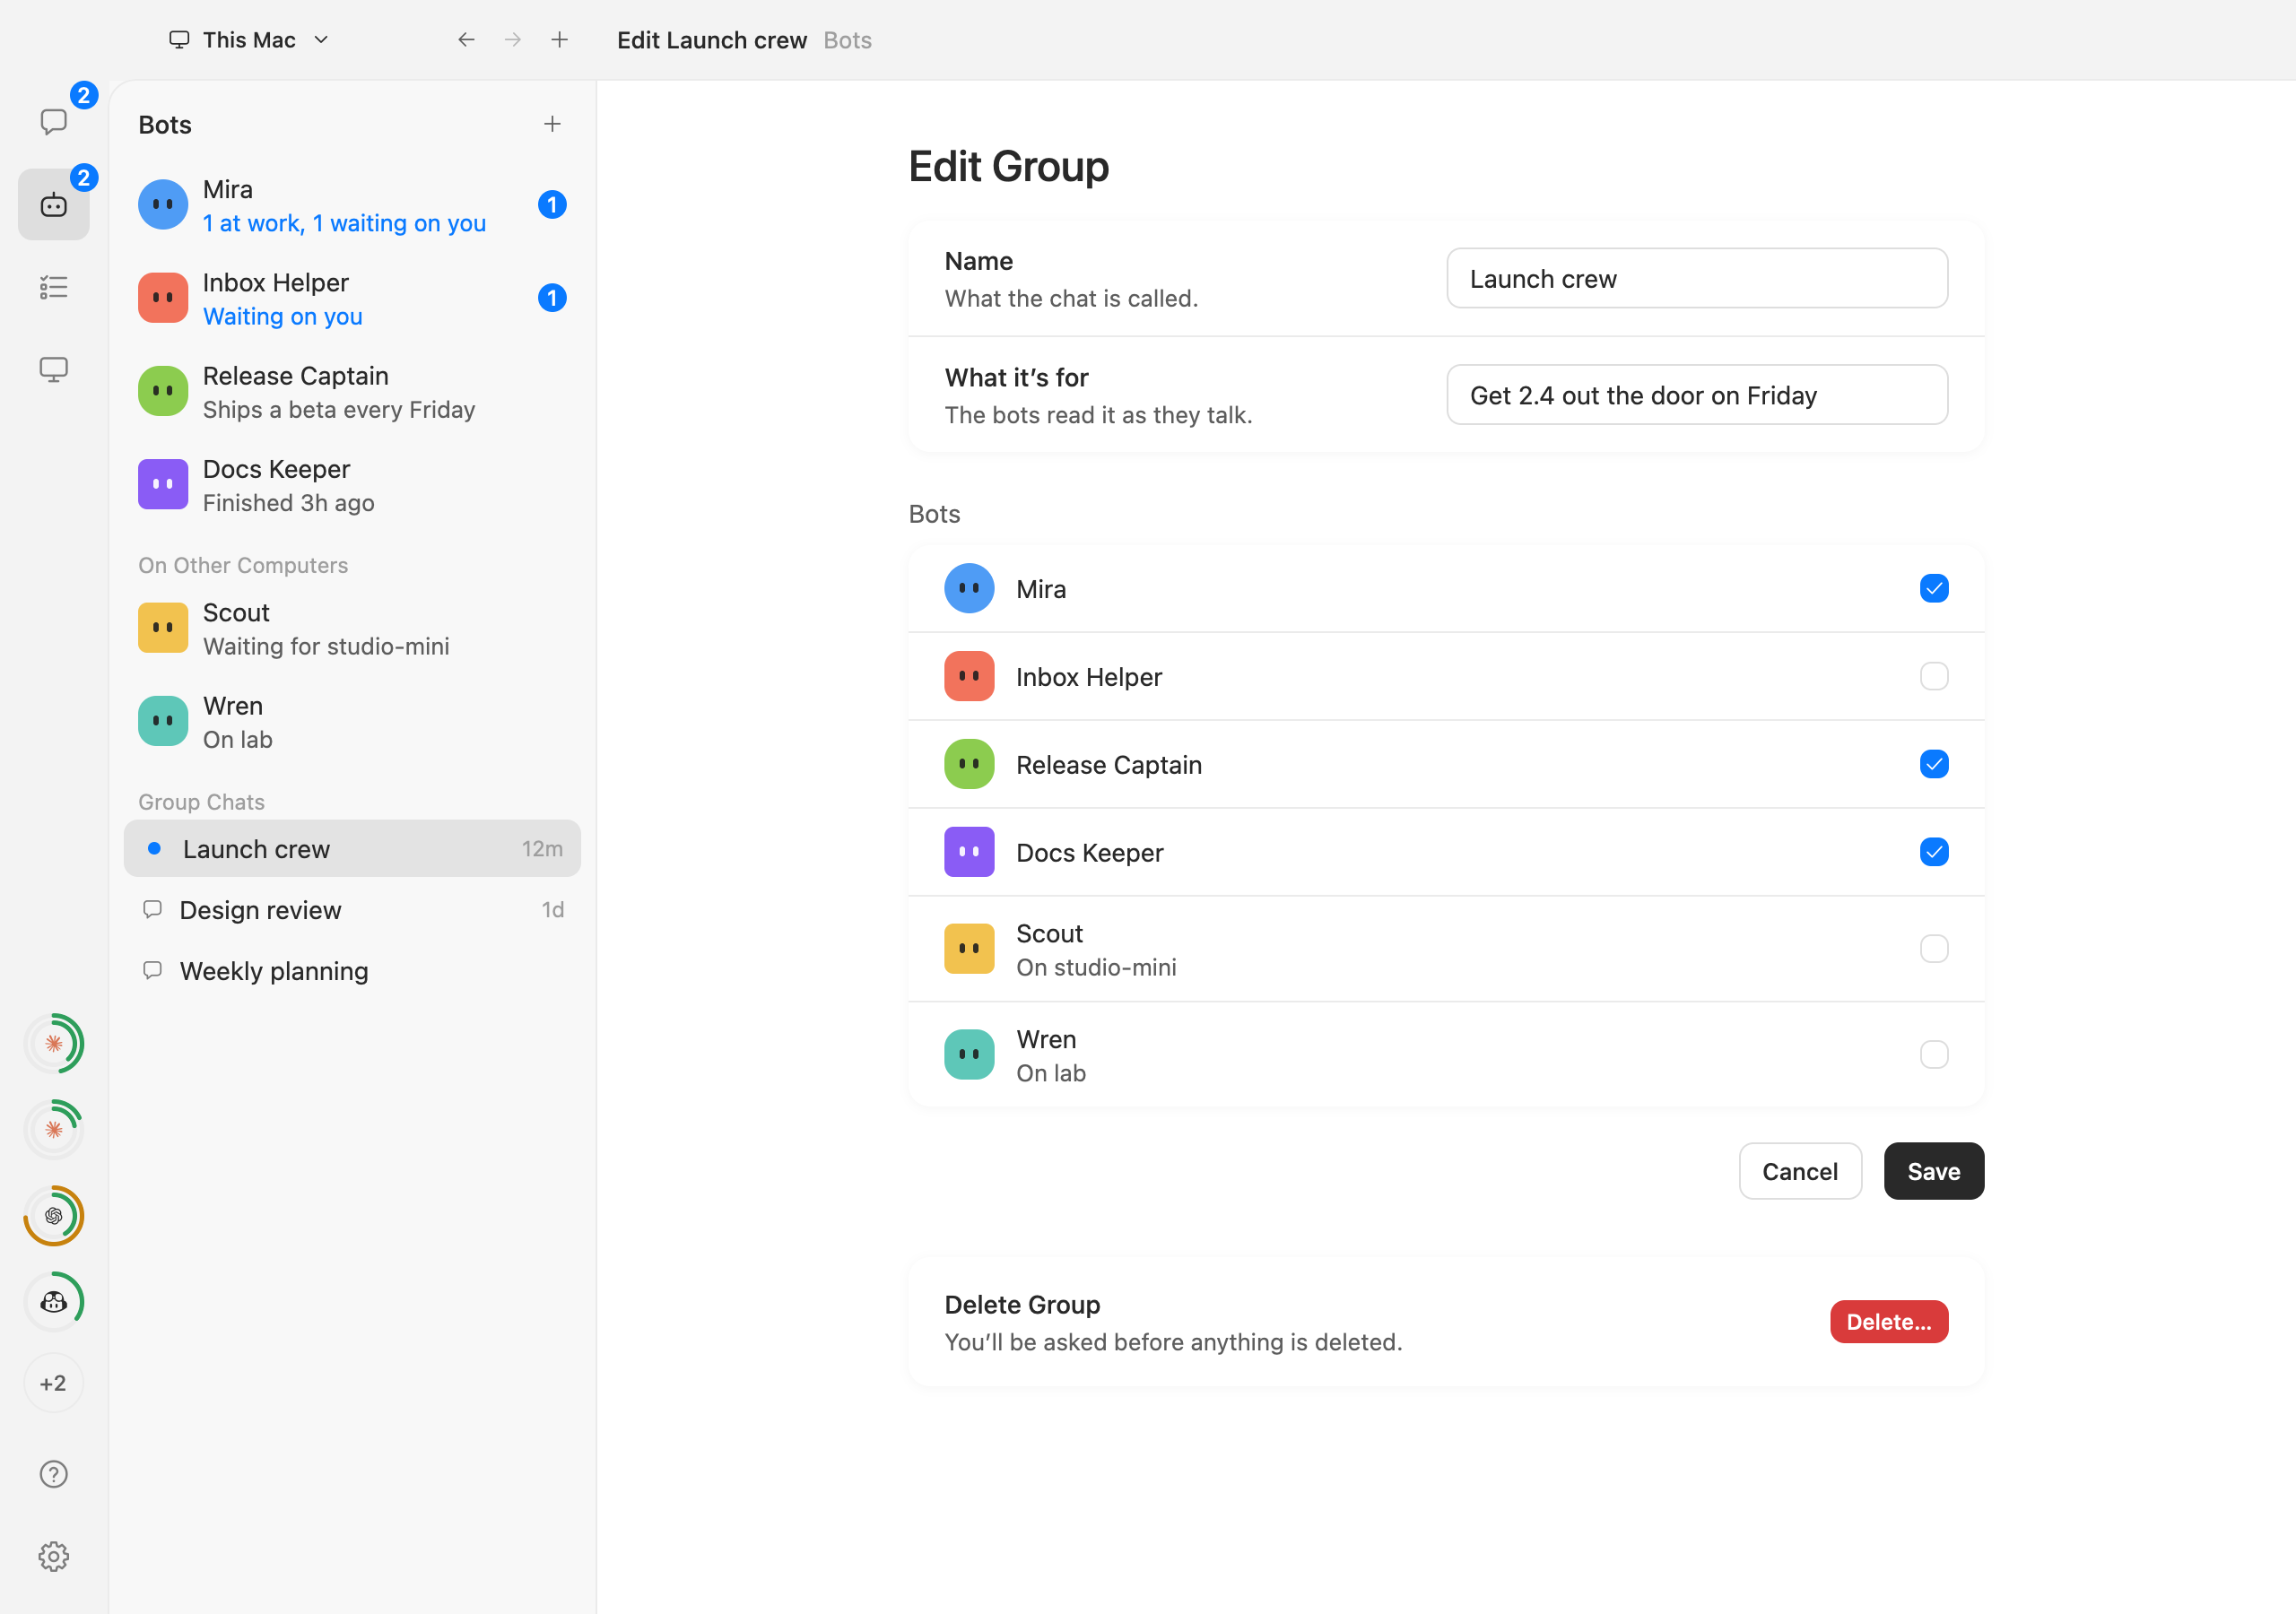 This Mac
Edit Launch crew Bots
2
2
Bots
Mira
1 at work, 1 waiting on you
1
Inbox Helper
Waiting on you
1
Release Captain
Ships a beta every Friday
Docs Keeper
Finished 3h ago
On Other Computers
Scout
Waiting for studio-mini
Wren
On lab
Group Chats
Launch crew 12m
Design review 1d
Weekly planning
+2
Edit Group
Name
What the chat is called.
Launch crew
What it’s for
The bots read it as they talk.
Get 2.4 out the door on Friday
Bots
Mira
Inbox Helper
Release Captain
Docs Keeper
Scout
On studio-mini
Wren
On lab
Cancel
Save
Delete Group
You’ll be asked before anything is deleted.
Delete...